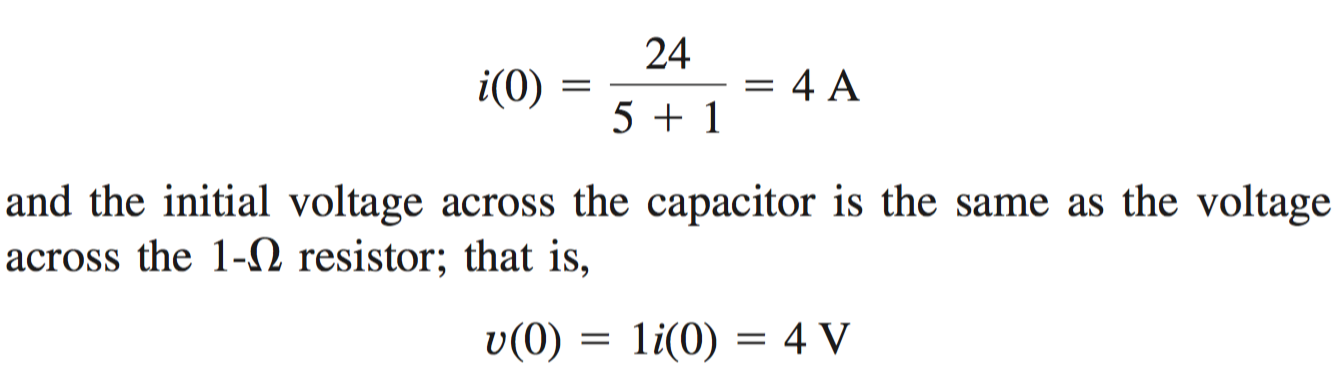 i(0) = 24 / (5 + 1) = 4 A
and the initial voltage across the capacitor is the same as the voltage
across the 1-Ω resistor; that is,
v(0) = 1i(0) = 4 V